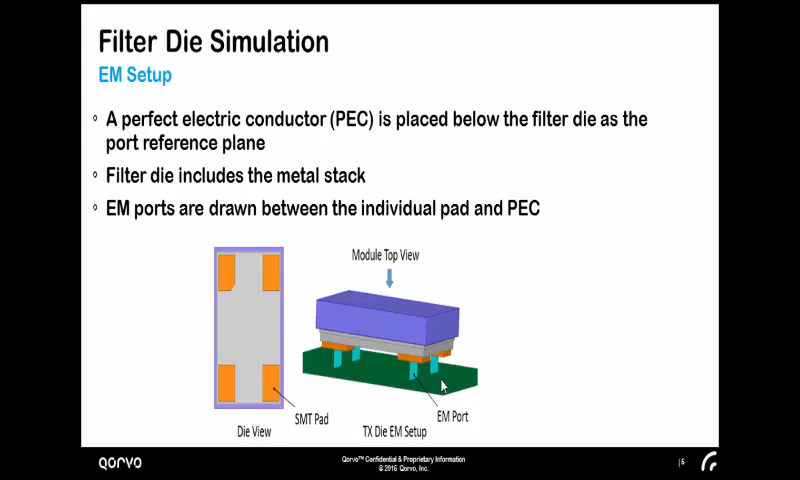 Filter Die Simulation
EM Setup
◦ A perfect electric conductor (PEC) is placed below the filter die as the
port reference plane
◦ Filter die includes the metal stack
◦ EM ports are drawn between the individual pad and PEC
Module Top View
SMT Pad
EM Port
Die View
TX Die EM Setup
QORVO
Qorvo™ Confidential & Proprietary Information
© 2016 Qorvo, Inc.
| 6